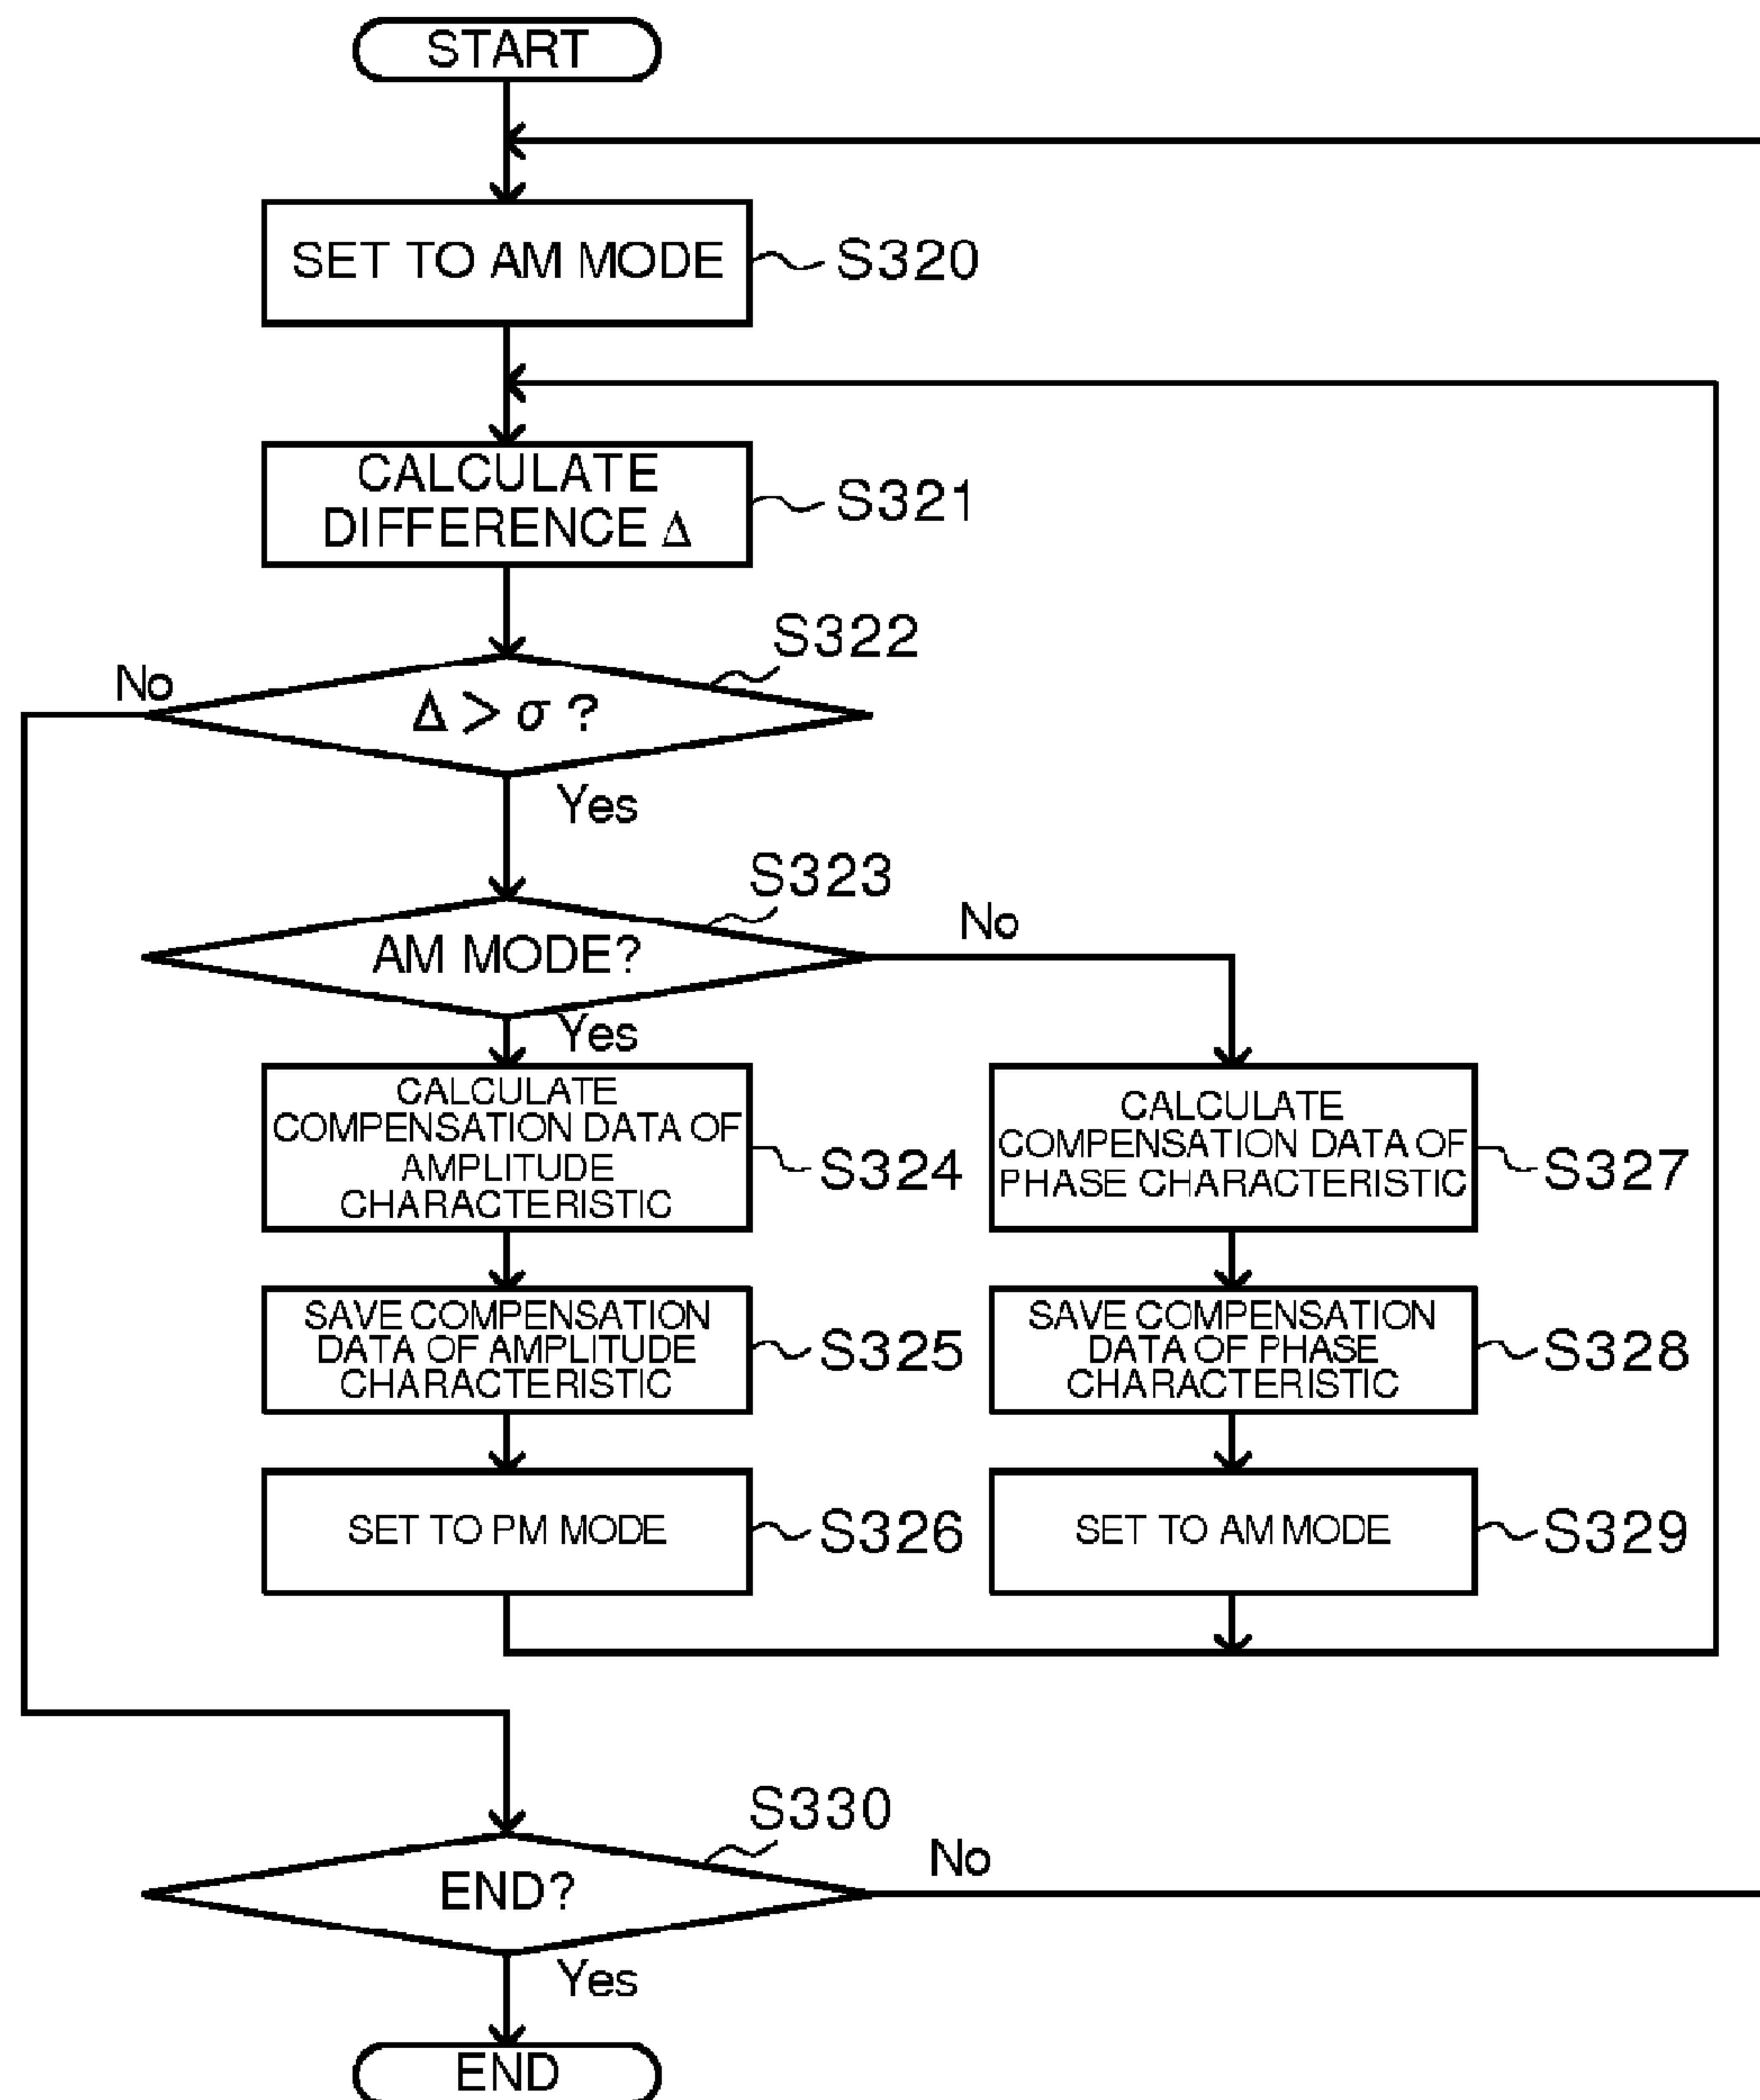 START
SET TO AM MODE
S320
CALCULATE
DIFFERENCE Δ
S321
S322
No
Δ > σ ?
Yes
S323
AM MODE?
No
Yes
CALCULATE
COMPENSATION DATA OF
AMPLITUDE
CHARACTERISTIC
S324
CALCULATE
COMPENSATION DATA OF
PHASE CHARACTERISTIC
S327
SAVE COMPENSATION
DATA OF AMPLITUDE
CHARACTERISTIC
S325
SAVE COMPENSATION
DATA OF PHASE
CHARACTERISTIC
S328
SET TO PM MODE
S326
SET TO AM MODE
S329
S330
END?
No
Yes
END